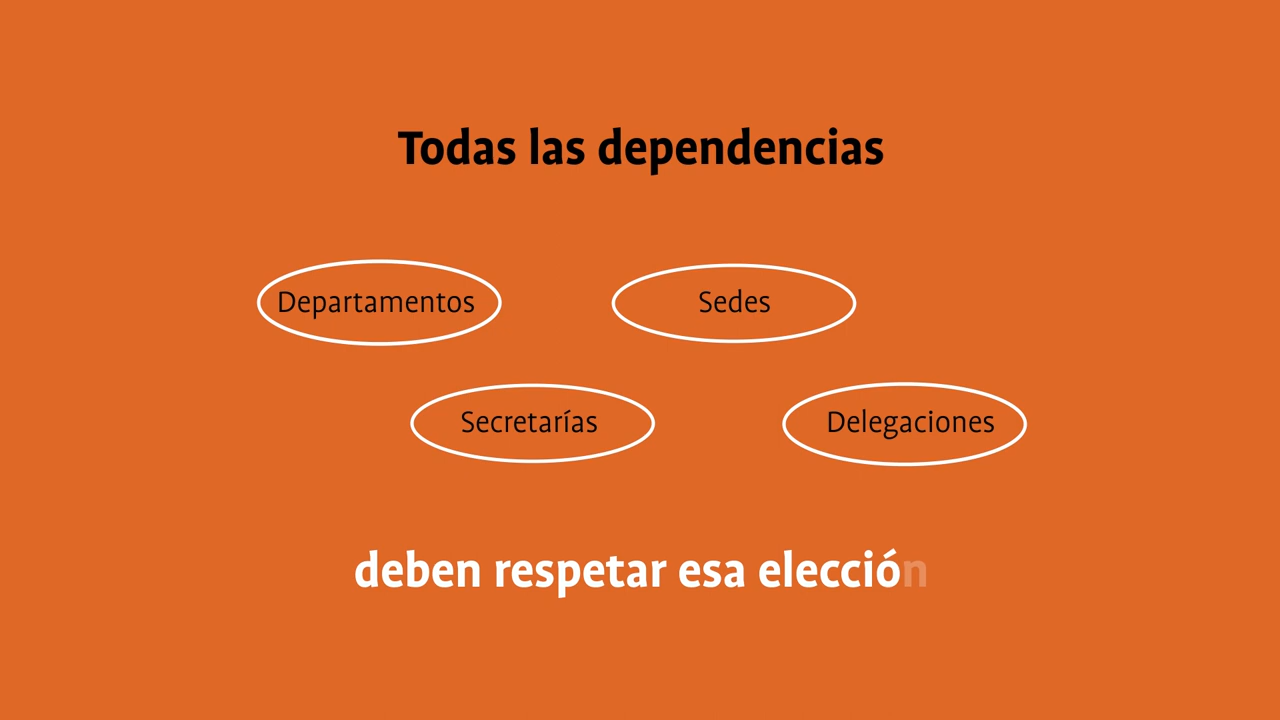 Todas las dependencias
Departamentos
Sedes
Secretarías
Delegaciones
deben respetar esa elección